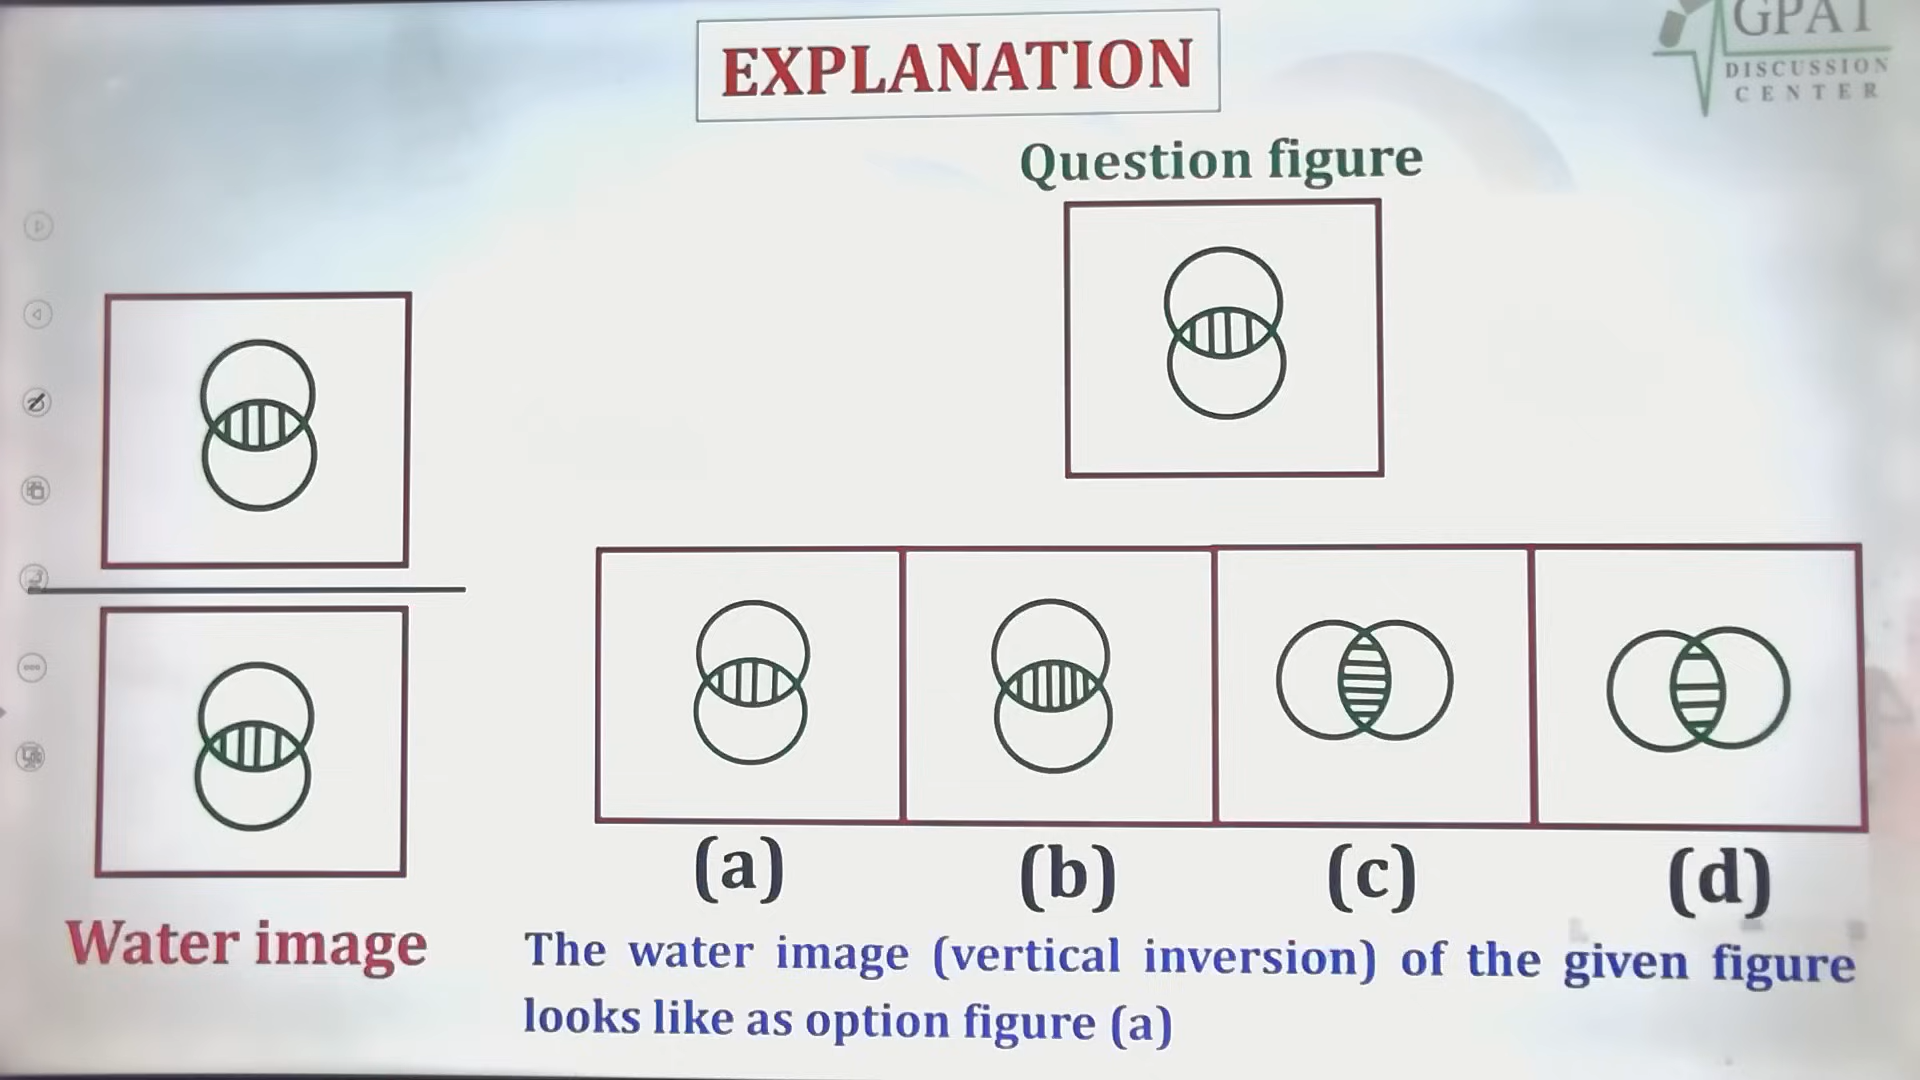 EXPLANATION
GPAT
DISCUSSION
CENTER
Question figure
(a) (b) (c) (d)
Water image
The water image (vertical inversion) of the given figure
looks like as option figure (a)